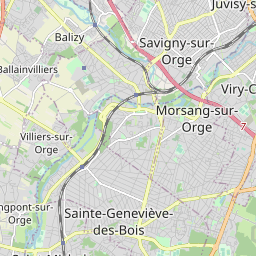 Juvisy-s
Balizy
Savigny-sur-
Orge
Ballainvilliers
Viry-C
Morsang-sur-
Orge
7
Villiers-sur-
Orge
ngpont-sur-
Orge
Sainte-Geneviève-
des-Bois